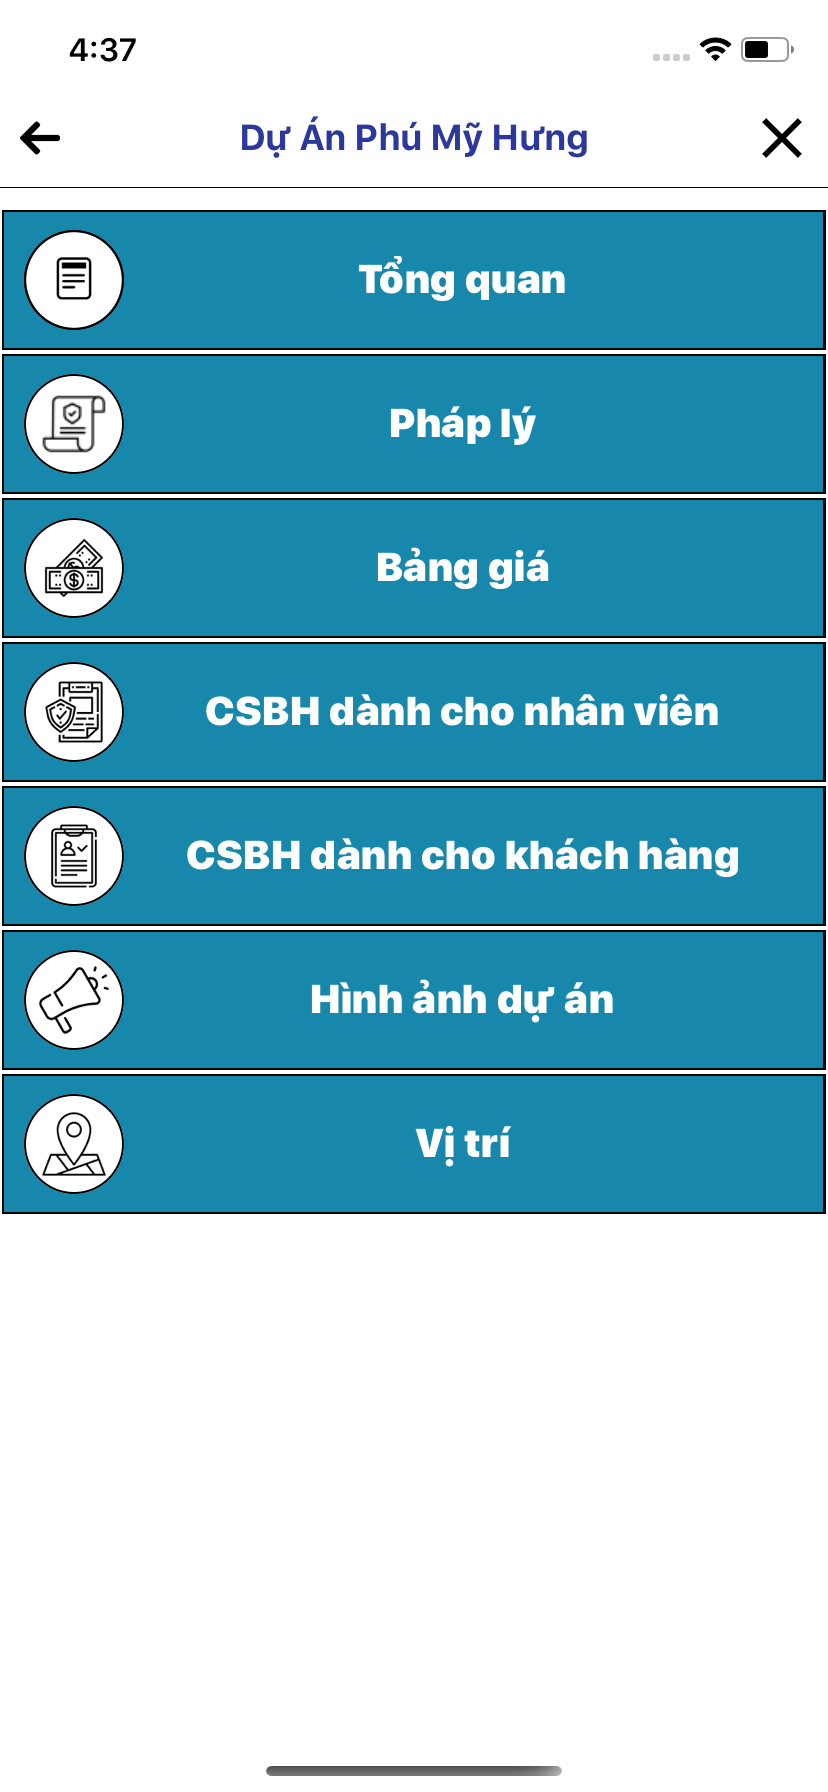 4:37
Dự Án Phú Mỹ Hưng
Tổng quan
Pháp lý
Bảng giá
CSBH dành cho nhân viên
CSBH dành cho khách hàng
Hình ảnh dự án
Vị trí